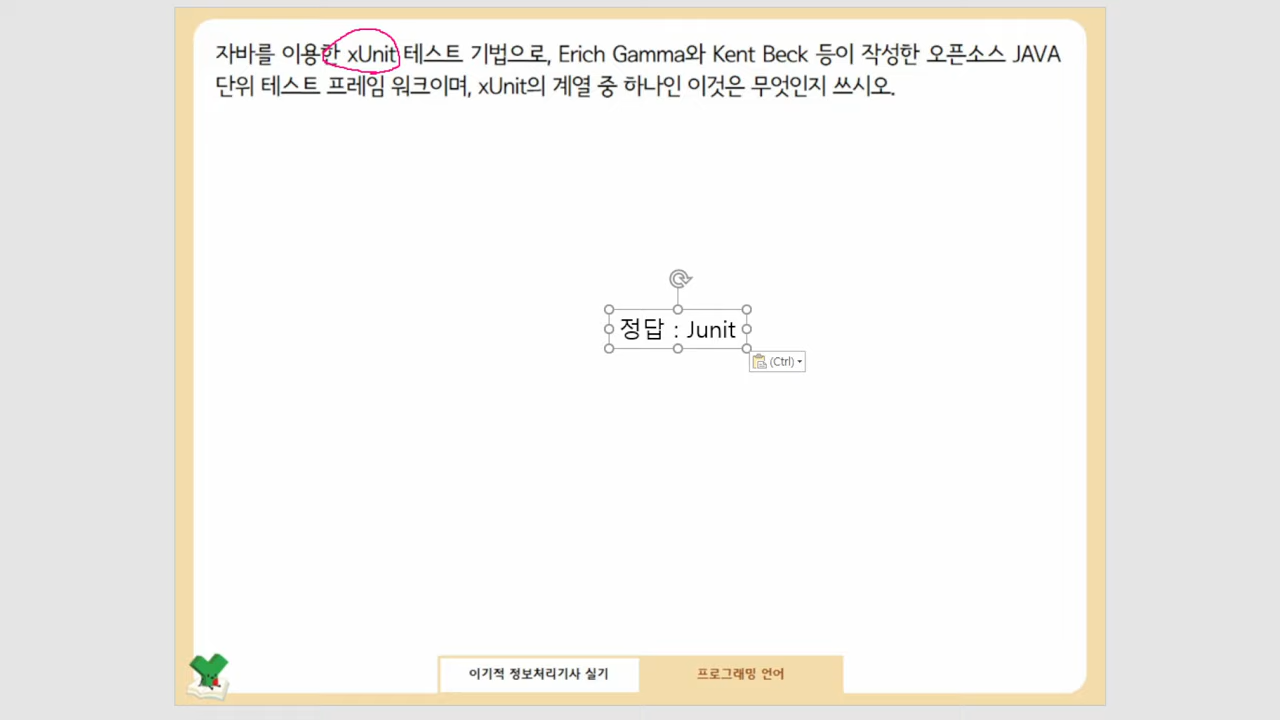 자바를 이용한 xUnit 테스트 기법으로, Erich Gamma와 Kent Beck 등이 작성한 오픈소스 JAVA
단위 테스트 프레임 워크이며, xUnit의 계열 중 하나인 이것은 무엇인지 쓰시오.
정답 : Junit
(Ctrl)
이기적 정보처리기사 실기
프로그래밍 언어